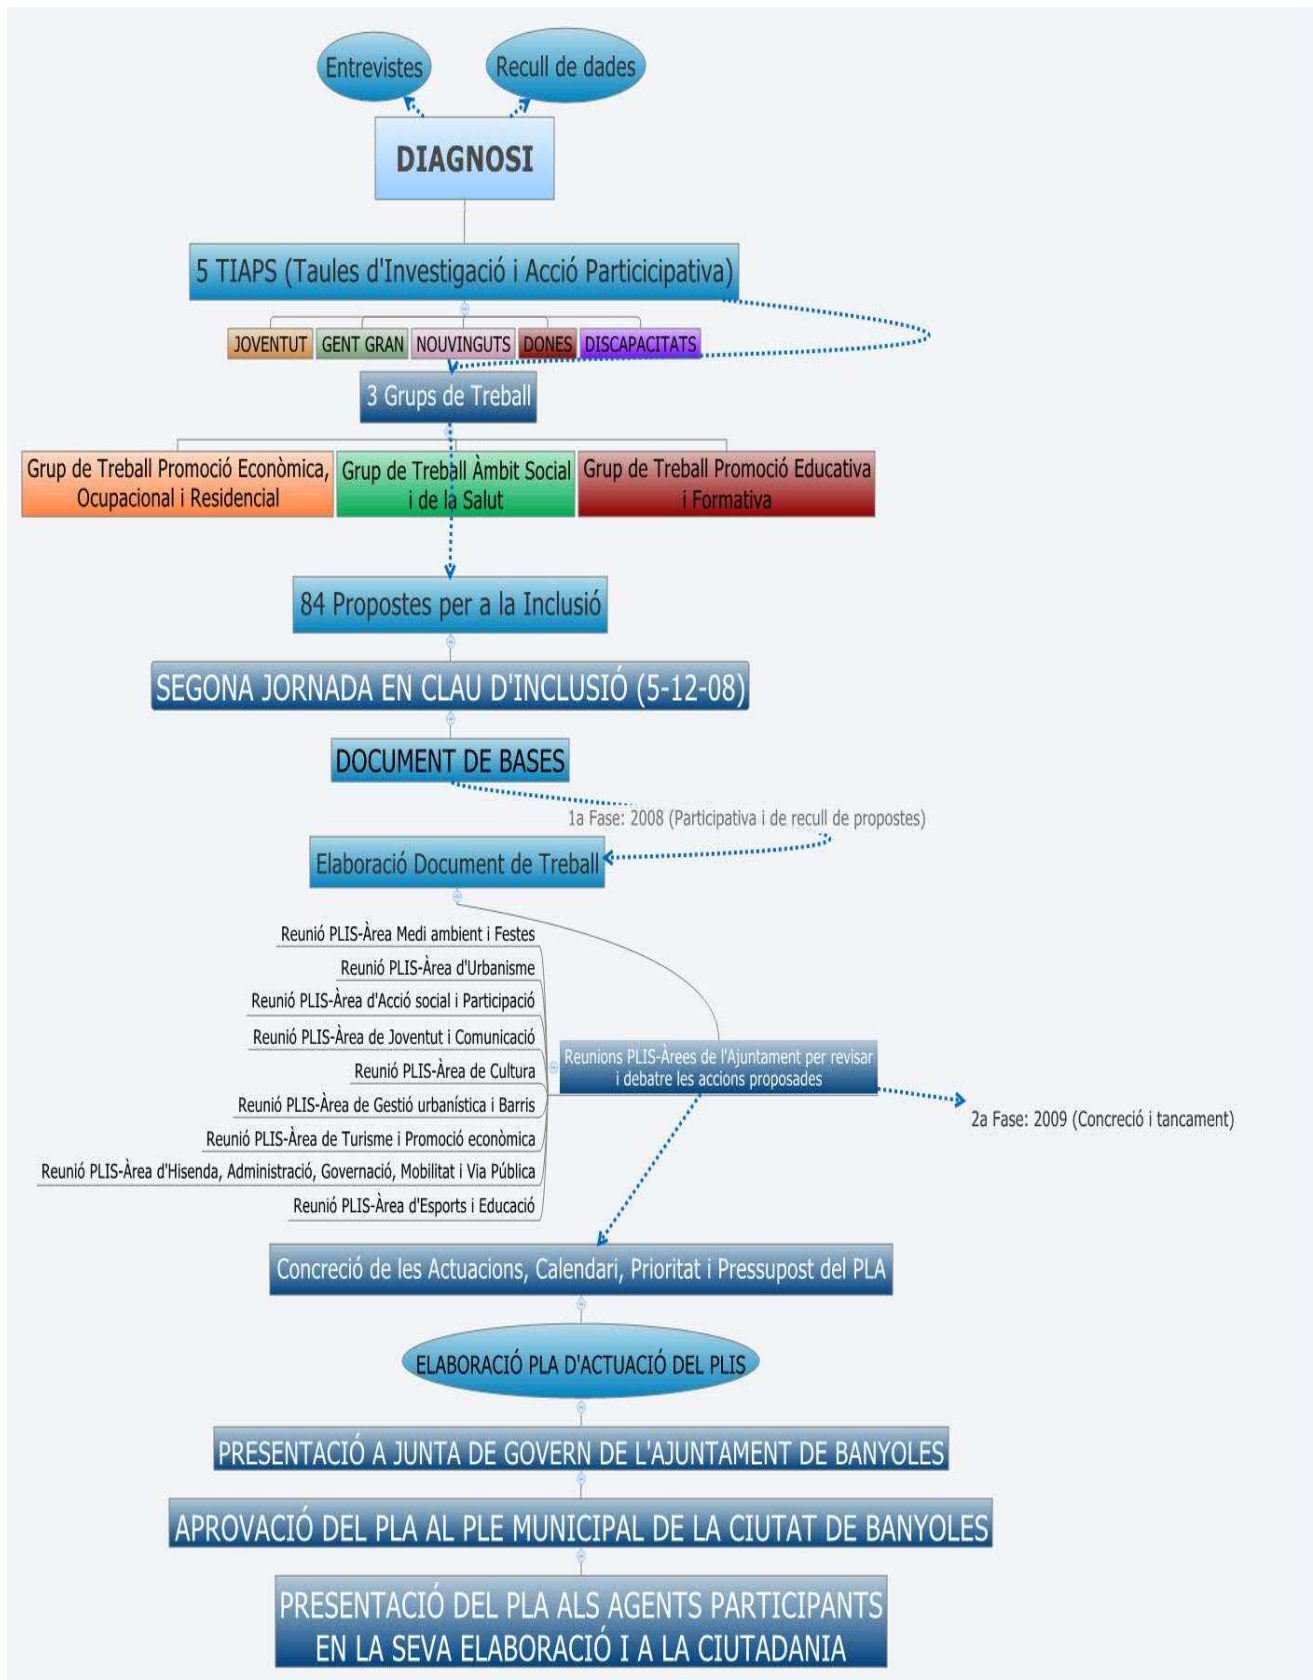 Entrevistes
Recull de dades
DIAGNOSI
5 TIAPS (Taules d'Investigació i Acció Particicipativa)
JOVENTUT
GENT GRAN
NOUVINGUTS
DONES
DISCAPACITATS
3 Grups de Treball
Grup de Treball Promoció Econòmica,
Ocupacional i Residencial
Grup de Treball Àmbit Social
i de la Salut
Grup de Treball Promoció Educativa
i Formativa
84 Propostes per a la Inclusió
SEGONA JORNADA EN CLAU D'INCLUSIÓ (5-12-08)
DOCUMENT DE BASES
1a Fase: 2008 (Participativa i de recull de propostes)
Elaboració Document de Treball
Reunió PLIS-Àrea Medi ambient i Festes
Reunió PLIS-Àrea d'Urbanisme
Reunió PLIS-Àrea d'Acció social i Participació
Reunió PLIS-Àrea de Joventut i Comunicació
Reunió PLIS-Àrea de Cultura
Reunió PLIS-Àrea de Gestió urbanística i Barris
Reunió PLIS-Àrea de Turisme i Promoció econòmica
Reunió PLIS-Àrea d'Hisenda, Administració, Governació, Mobilitat i Via Pública
Reunió PLIS-Àrea d'Esports i Educació
Reunions PLIS-Àrees de l'Ajuntament per revisar
i debatre les accions proposades
2a Fase: 2009 (Concreció i tancament)
Concreció de les Actuacions, Calendari, Prioritat i Pressupost del PLA
ELABORACIÓ PLA D'ACTUACIÓ DEL PLIS
PRESENTACIÓ A JUNTA DE GOVERN DE L'AJUNTAMENT DE BANYOLES
APROVACIÓ DEL PLA AL PLE MUNICIPAL DE LA CIUTAT DE BANYOLES
PRESENTACIÓ DEL PLA ALS AGENTS PARTICIPANTS
EN LA SEVA ELABORACIÓ I A LA CIUTADANIA